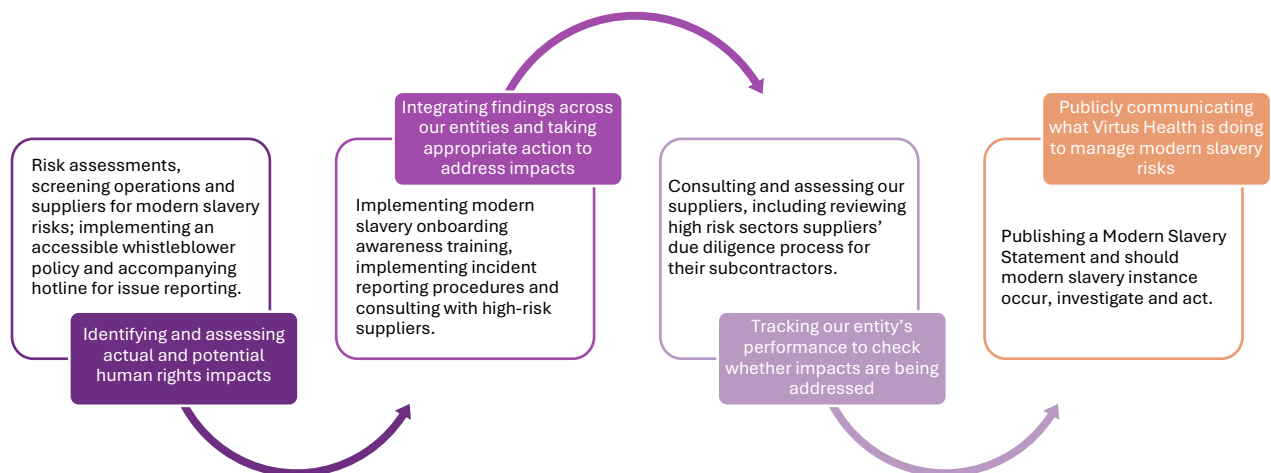 Risk assessments,
screening operations and
suppliers for modern slavery
risks; implementing an
accessible whistleblower
policy and accompanying
hotline for issue reporting.
Identifying and assessing
actual and potential
human rights impacts
Integrating findings across
our entities and taking
appropriate action to
address impacts
Implementing modern
slavery onboarding
awareness training,
implementing incident
reporting procedures and
consulting with high-risk
suppliers.
Consulting and assessing our
suppliers, including reviewing
high risk sectors suppliers’
due diligence process for
their subcontractors.
Tracking our entity’s
performance to check
whether impacts are being
addressed
Publicly communicating
what Virtus Health is doing
to manage modern slavery
risks
Publishing a Modern Slavery
Statement and should
modern slavery instance
occur, investigate and act.